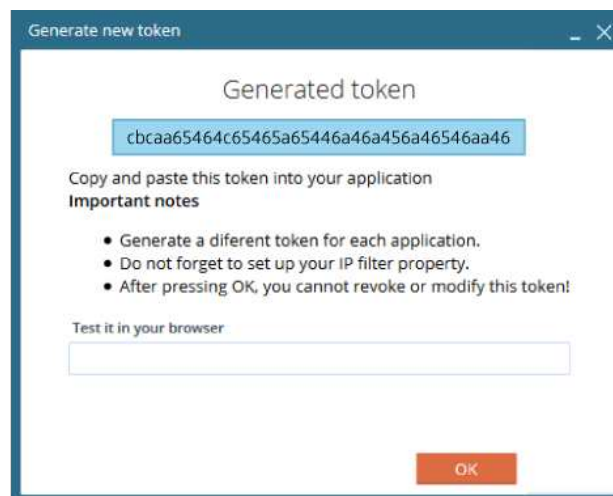 Generate new token
Generated token
cbcaa65464c65465a65446a46a456a46546aa46
Copy and paste this token into your application
Important notes
• Generate a diferent token for each application.
• Do not forget to set up your IP filter property.
• After pressing OK, you cannot revoke or modify this token!
Test it in your browser
OK